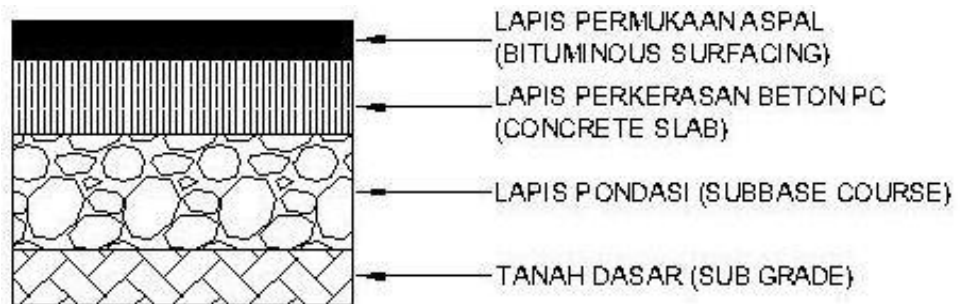 LAPIS PERMUKAAN ASPAL
(BITUMINOUS SURFACING)
LAPIS PERKERASAN BETON PC
(CONCRETE SLAB)
LAPIS PONDASI (SUBBASE COURSE)
TANAH DASAR (SUB GRADE)